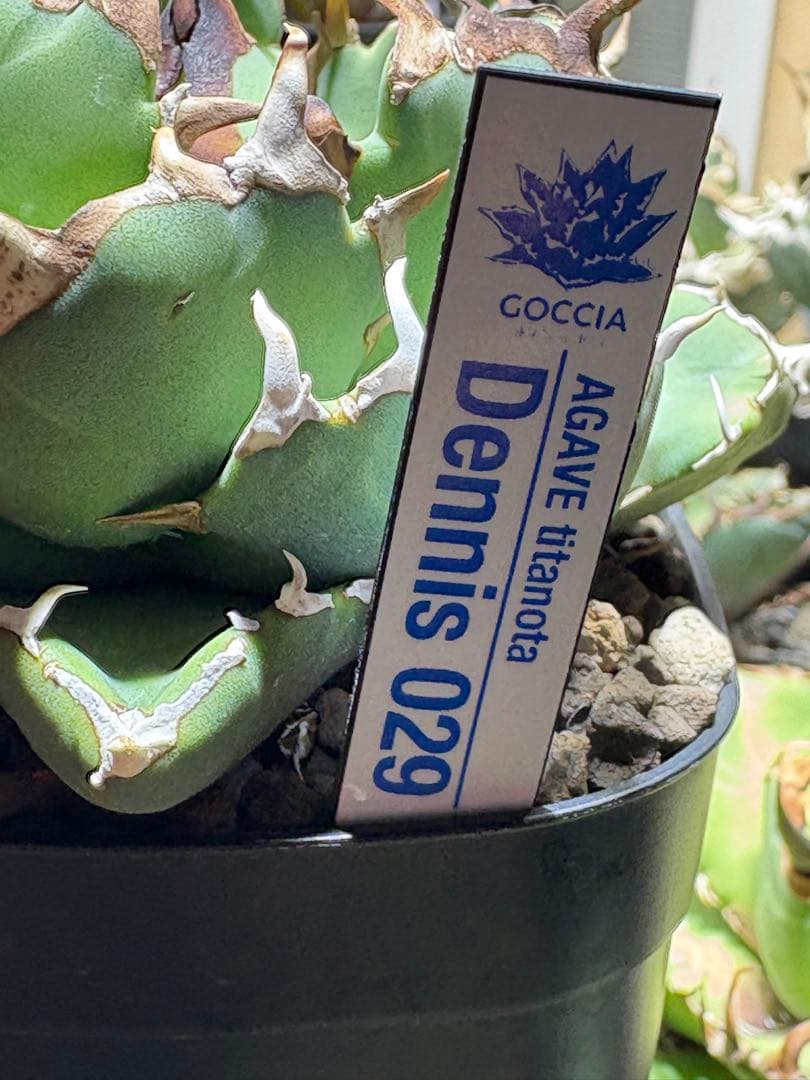 GOCCIA
AGAVE titanota
Dennis 029